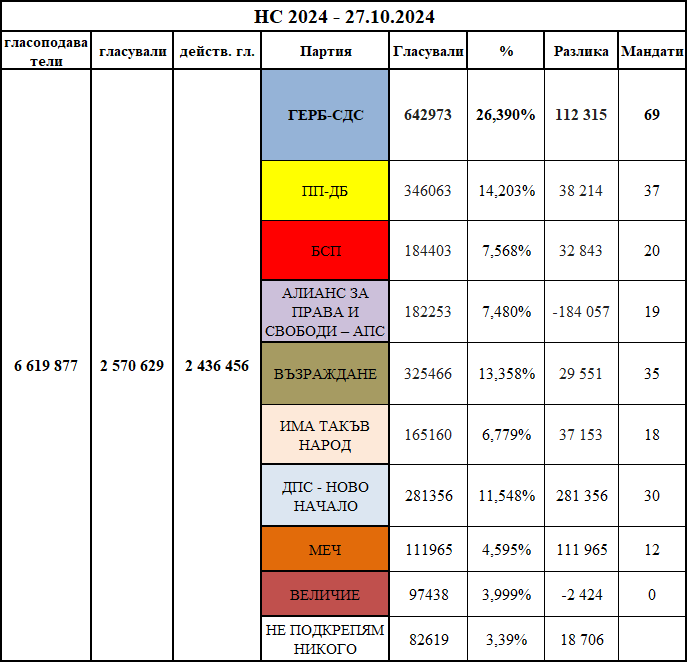 НС 2024 - 27.10.2024
гласоподава
тели
гласували
действ. гл.
Партия
Гласували
%
Разлика
Мандати
6 619 877
2 570 629
2 436 456
ГЕРБ-СДС
642973
26,390%
112 315
69
ПП-ДБ
346063
14,203%
38 214
37
БСП
184403
7,568%
32 843
20
АЛИАНС ЗА
ПРАВА И
СВОБОДИ – АПС
182253
7,480%
-184 057
19
ВЪЗРАЖДАНЕ
325466
13,358%
29 551
35
ИМА ТАКЪВ
НАРОД
165160
6,779%
37 153
18
ДПС - НОВО
НАЧАЛО
281356
11,548%
281 356
30
МЕЧ
111965
4,595%
111 965
12
ВЕЛИЧИЕ
97438
3,999%
-2 424
0
НЕ ПОДКРЕПЯМ
НИКОГО
82619
3,39%
18 706